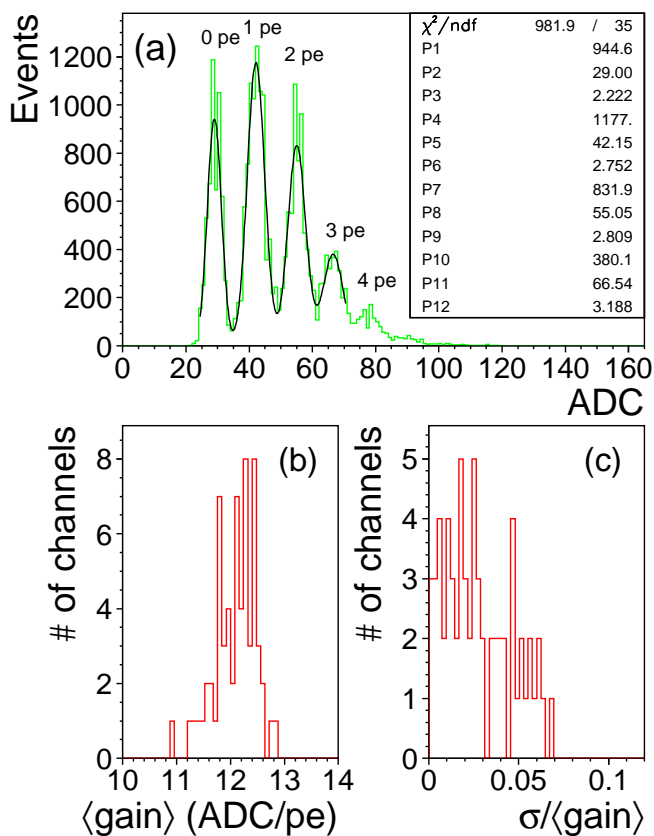 (a)
0 pe
1 pe
2 pe
3 pe
4 pe
Events
0
200
400
600
800
1000
1200
0 20 40 60 80 100 120 140 160
ADC
χ²/ndf 981.9 / 35
P1 944.6
P2 29.00
P3 2.222
P4 1177.
P5 42.15
P6 2.752
P7 831.9
P8 55.05
P9 2.809
P10 380.1
P11 66.54
P12 3.188
(b)
# of channels
0
2
4
6
8
10 11 12 13 14
⟨gain⟩ (ADC/pe)
(c)
# of channels
0
1
2
3
4
5
0 0.05 0.1
σ/⟨gain⟩